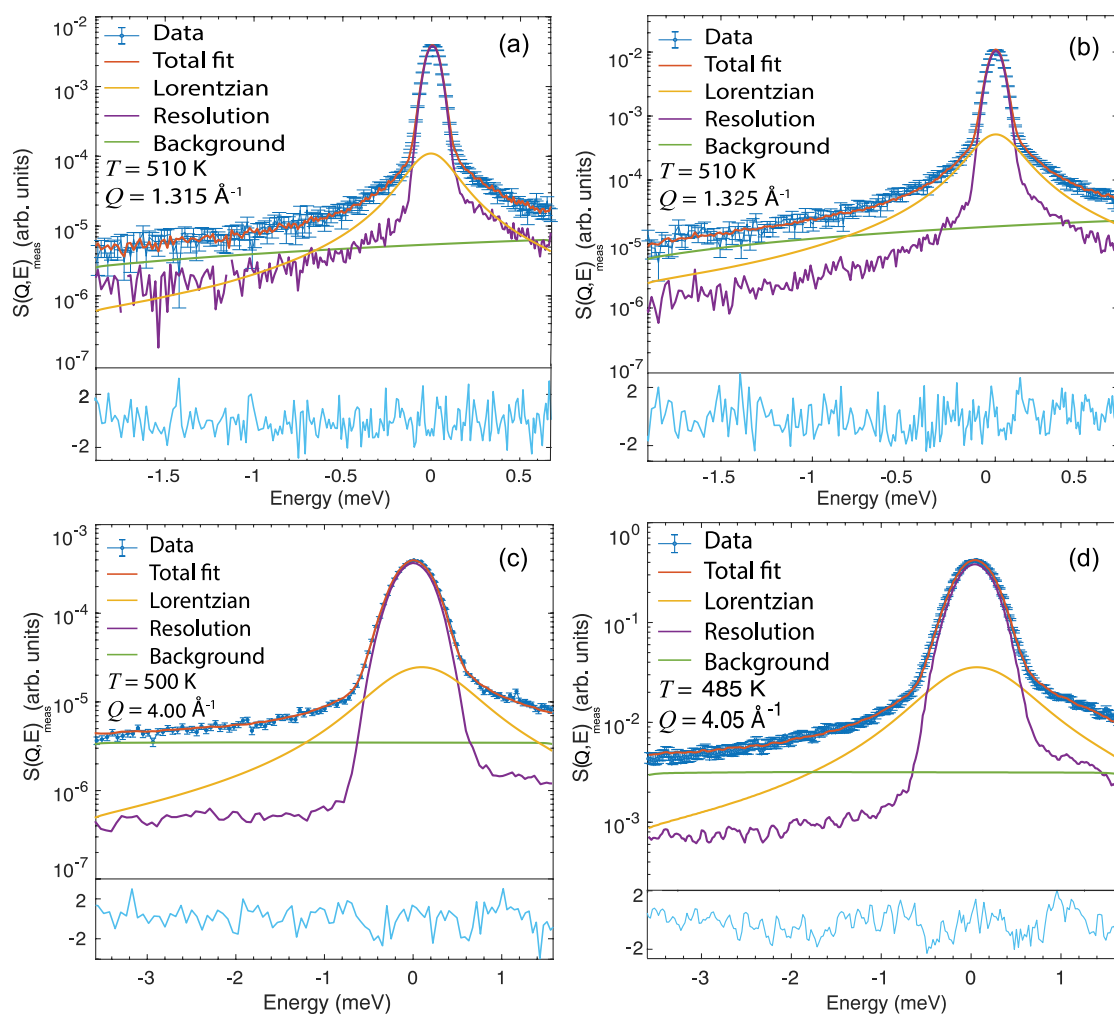 10⁻² Data (a)
Total fit
10⁻³ Lorentzian
Resolution
Background
10⁻⁴ T = 510 K
Q = 1.315 Å⁻¹
10⁻⁵
10⁻⁶
10⁻⁷
S(Q,E)meas (arb. units)
2
-2
-1.5 -1 -0.5 0 0.5
Energy (meV)
10⁻² Data (b)
Total fit
Lorentzian
10⁻³ Resolution
Background
10⁻⁴ T = 510 K
Q = 1.325 Å⁻¹
10⁻⁵
10⁻⁶
10⁻⁷
S(Q,E)meas (arb. units)
2
-2
-1.5 -1 -0.5 0 0.5
Energy (meV)
10⁻³ Data (c)
Total fit
Lorentzian
10⁻⁴ Resolution
Background
T = 500 K
10⁻⁵ Q = 4.00 Å⁻¹
10⁻⁶
10⁻⁷
S(Q,E)meas (arb. units)
2
-2
-3 -2 -1 0 1
Energy (meV)
10⁰ Data (d)
Total fit
10⁻¹ Lorentzian
Resolution
Background
T = 485 K
10⁻² Q = 4.05 Å⁻¹
10⁻³
S(Q,E)meas (arb. units)
2
-2
-3 -2 -1 0 1
Energy (meV)